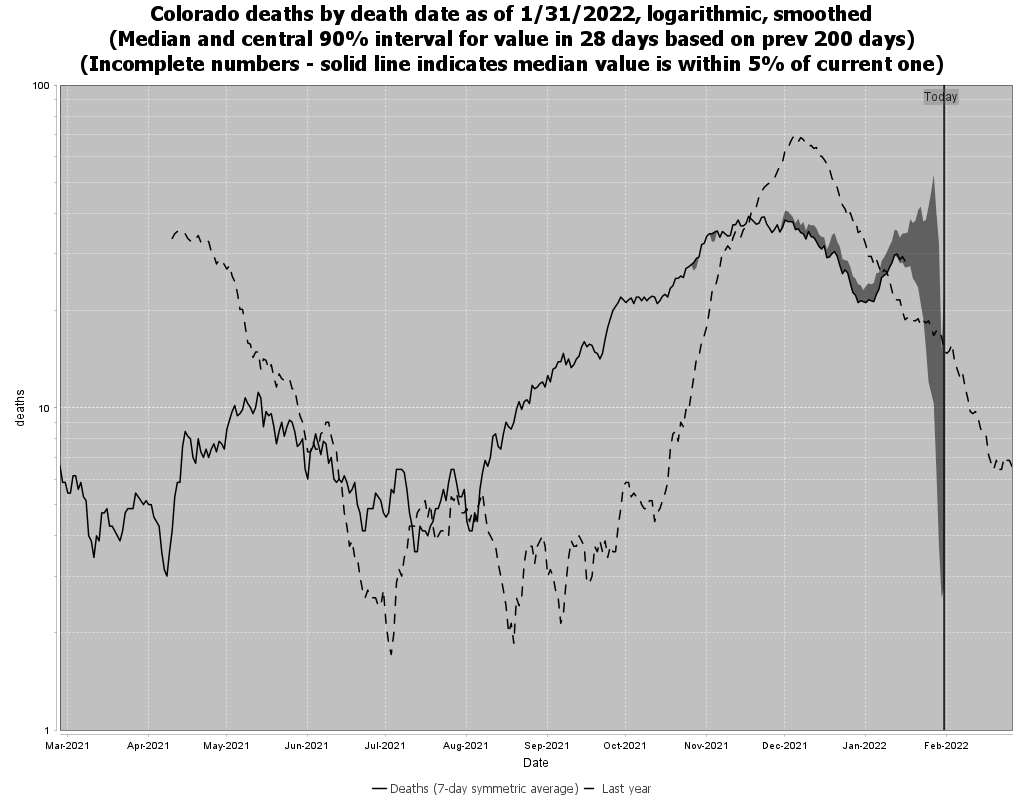 Colorado deaths by death date as of 1/31/2022, logarithmic, smoothed
(Median and central 90% interval for value in 28 days based on prev 200 days)
(Incomplete numbers - solid line indicates median value is within 5% of current one)
100
Today
deaths
10
1
Mar-2021 Apr-2021 May-2021 Jun-2021 Jul-2021 Aug-2021 Sep-2021 Oct-2021 Nov-2021 Dec-2021 Jan-2022 Feb-2022
Date
Deaths (7-day symmetric average) Last year